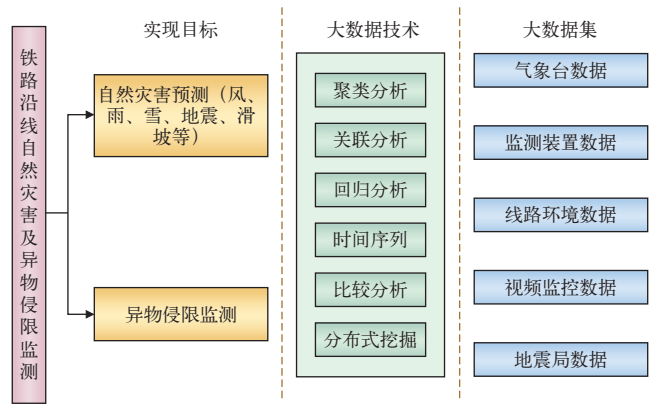 铁路沿线自然灾害及异物侵限监测
实现目标
自然灾害预测（风、
雨、雪、地震、滑
坡等）
异物侵限监测
大数据技术
聚类分析
关联分析
回归分析
时间序列
比较分析
分布式挖掘
大数据集
气象台数据
监测装置数据
线路环境数据
视频监控数据
地震局数据